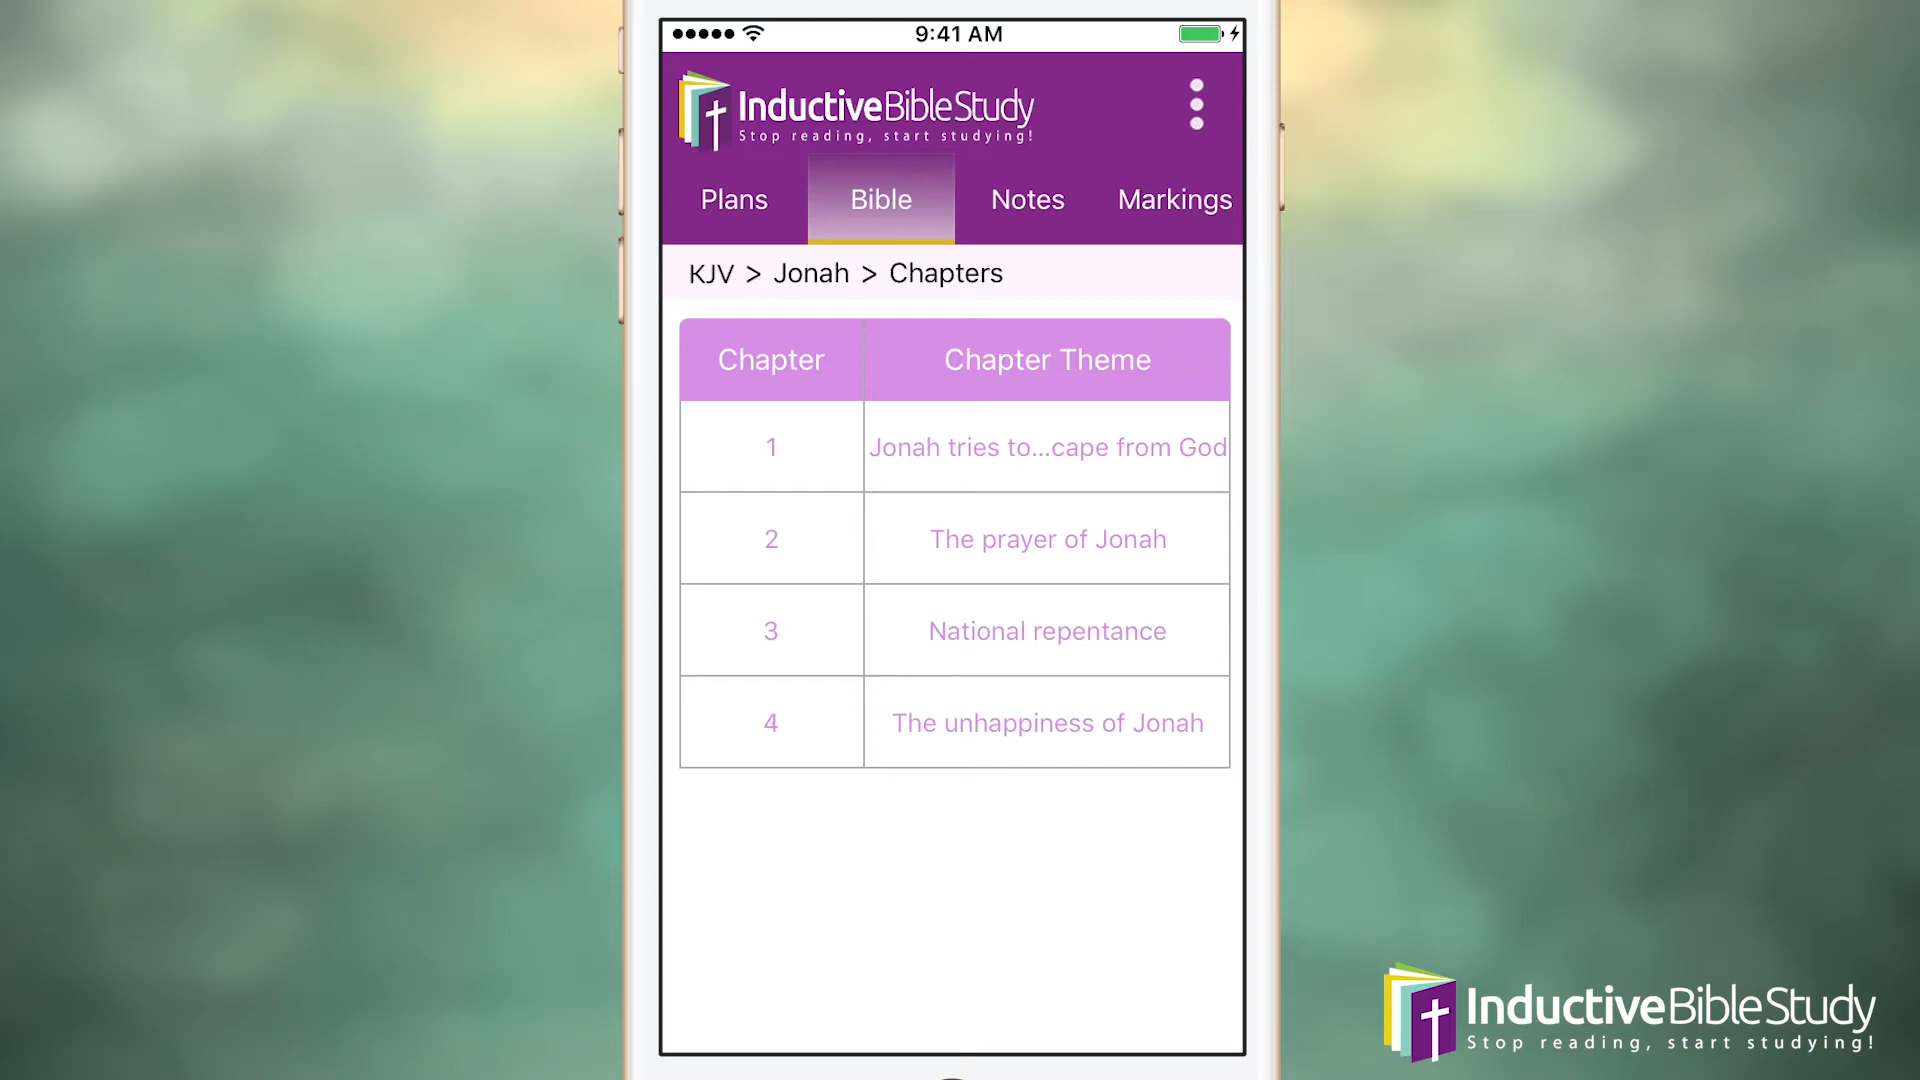 9:41 AM
InductiveBibleStudy
Stop reading, start studying!
Plans Bible Notes Markings
KJV > Jonah > Chapters
Chapter Chapter Theme
1 Jonah tries to...cape from God
2 The prayer of Jonah
3 National repentance
4 The unhappiness of Jonah
InductiveBibleStudy
Stop reading, start studying!